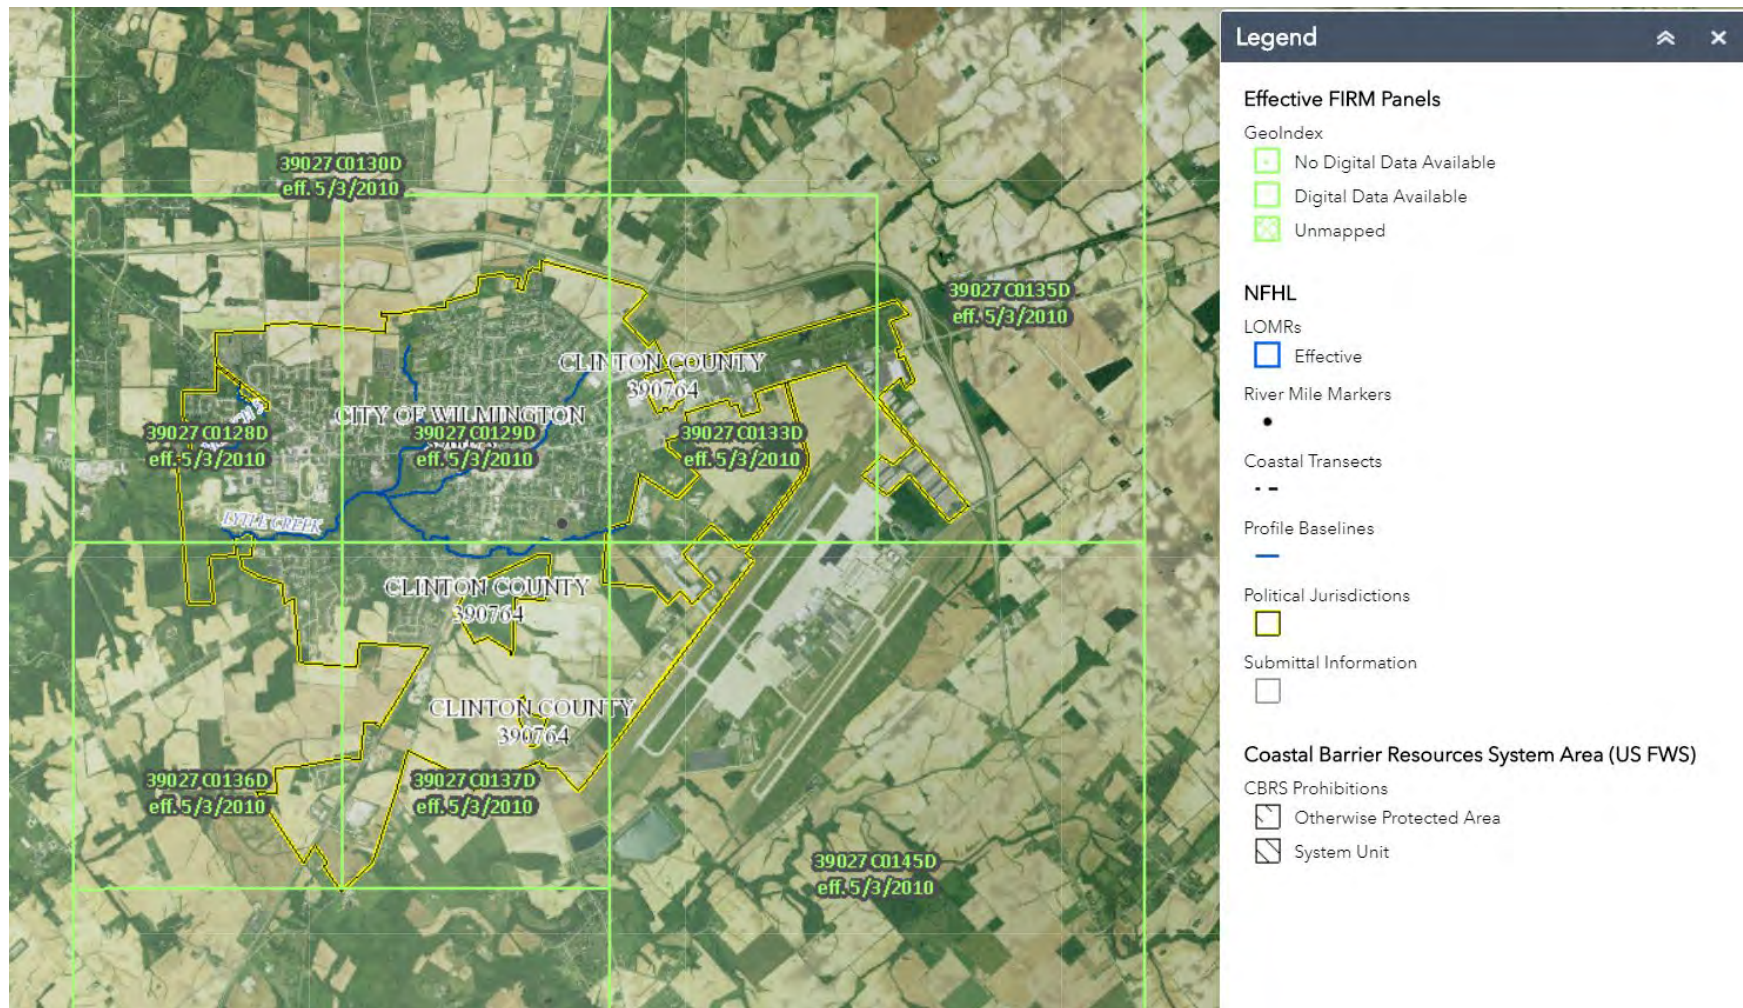 39027C0130D
eff. 5/3/2010
39027C0135D
eff. 5/3/2010
CLINTON COUNTY
390764
CITY OF WILMINGTON
39027C0128D
eff. 5/3/2010
39027C0129D
eff. 5/3/2010
39027C0133D
eff. 5/3/2010
LYTLE CREEK
CLINTON COUNTY
390764
CLINTON COUNTY
390764
39027C0136D
eff. 5/3/2010
39027C0137D
eff. 5/3/2010
39027C0145D
eff. 5/3/2010
Legend
Effective FIRM Panels
GeoIndex
No Digital Data Available
Digital Data Available
Unmapped
NFHL
LOMRs
Effective
River Mile Markers
Coastal Transects
Profile Baselines
Political Jurisdictions
Submittal Information
Coastal Barrier Resources System Area (US FWS)
CBRS Prohibitions
Otherwise Protected Area
System Unit